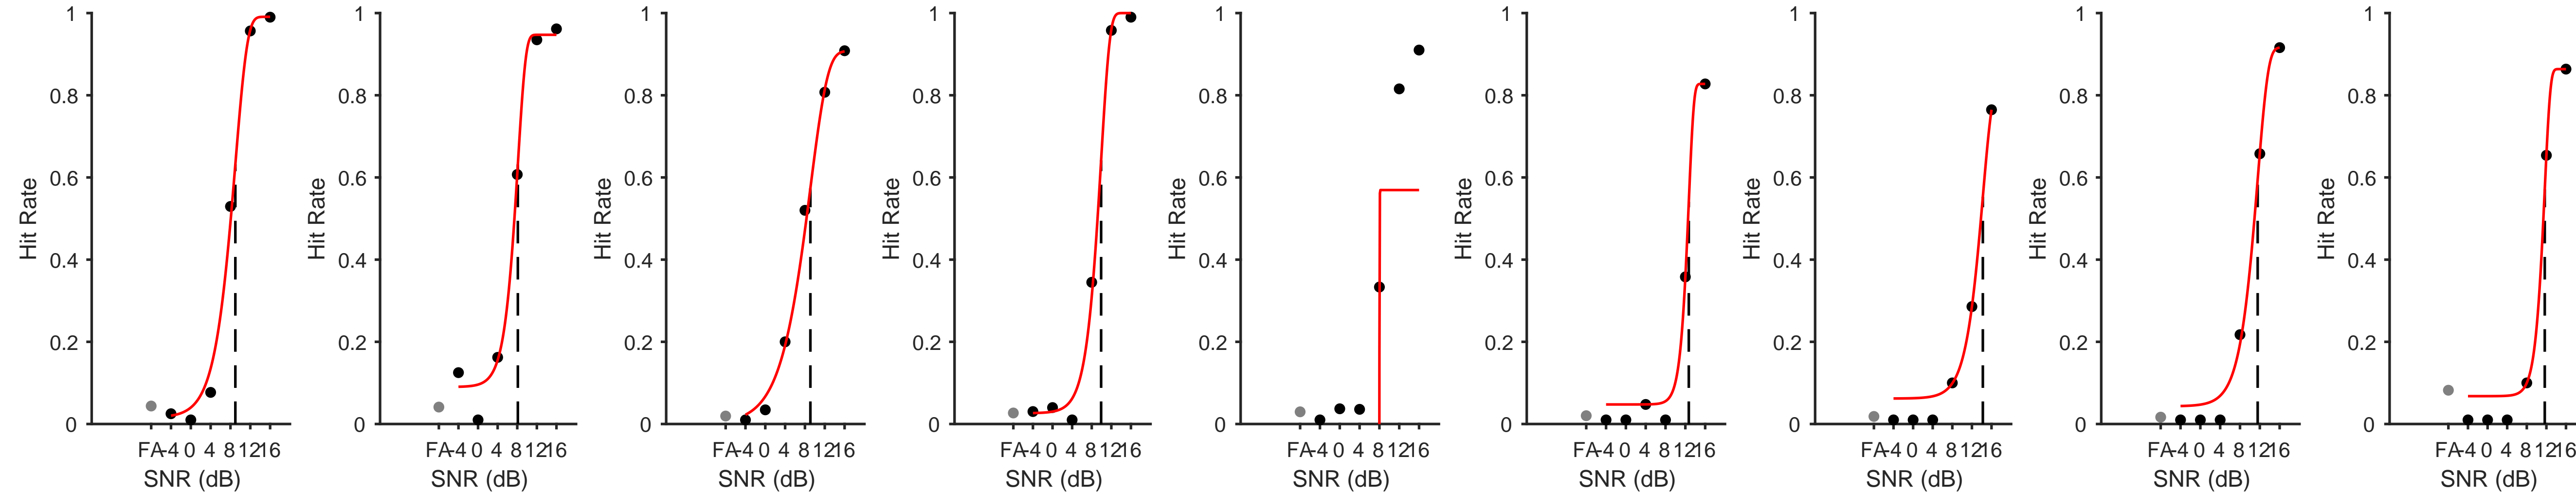 1 1 1 1 1 1 1 1 1
0.8 0.8 0.8 0.8 0.8 0.8 0.8 0.8 0.8
0.6 0.6 0.6 0.6 0.6 0.6 0.6 0.6 0.6
Hit Rate Hit Rate Hit Rate Hit Rate Hit Rate Hit Rate Hit Rate Hit Rate Hit Rate
0.4 0.4 0.4 0.4 0.4 0.4 0.4 0.4 0.4
0.2 0.2 0.2 0.2 0.2 0.2 0.2 0.2 0.2
0 0 0 0 0 0 0 0 0
FA -4 0 4 8 12 16 FA -4 0 4 8 12 16 FA -4 0 4 8 12 16 FA -4 0 4 8 12 16 FA -4 0 4 8 12 16 FA -4 0 4 8 12 16 FA -4 0 4 8 12 16 FA -4 0 4 8 12 16 FA -4 0 4 8 12 16
SNR (dB) SNR (dB) SNR (dB) SNR (dB) SNR (dB) SNR (dB) SNR (dB) SNR (dB) SNR (dB)